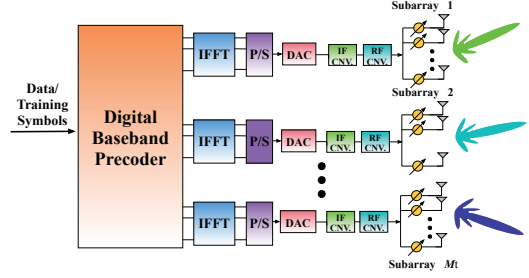 Subarray 1
Data/
Training
Symbols
Digital
Baseband
Precoder
IFFT
P/S
DAC
IF
CNV.
RF
CNV.
Subarray 2
IFFT
P/S
DAC
IF
CNV.
RF
CNV.
IFFT
P/S
DAC
IF
CNV.
RF
CNV.
Subarray Mt